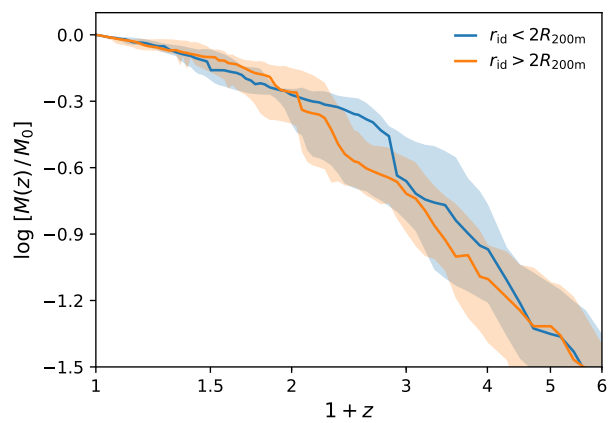 0.0
−0.3
−0.6
−0.9
−1.2
−1.5
log [M(z)/M₀]
r_id < 2R_200m
r_id > 2R_200m
1 1.5 2 3 4 5 6
1 + z